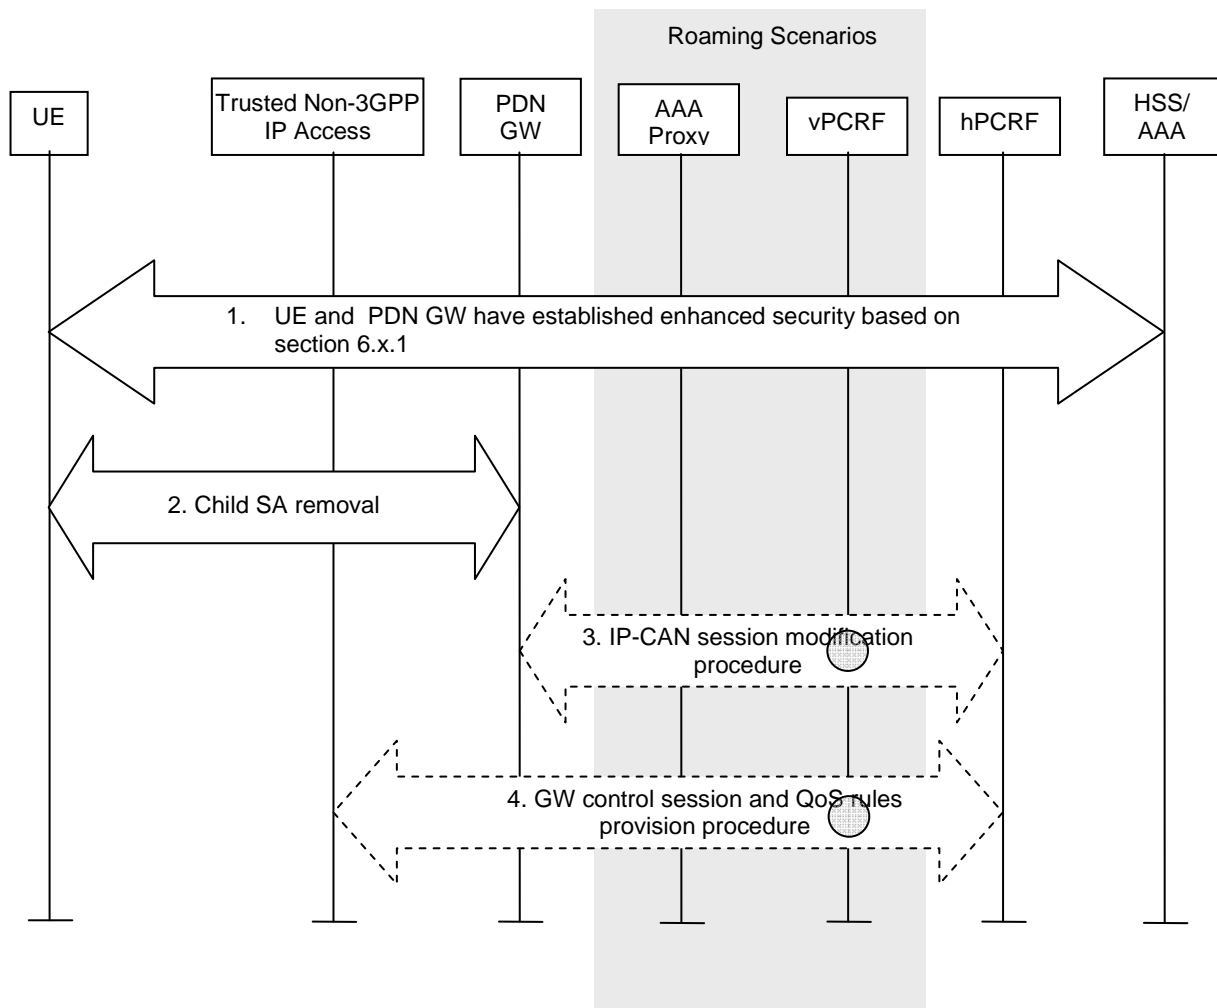 Roaming Scenarios
UE
Trusted Non-3GPP
IP Access
PDN
GW
AAA
Proxy
vPCRF
hPCRF
HSS/
AAA
1. UE and PDN GW have established enhanced security based on
section 6.x.1
2. Child SA removal
3. IP-CAN session modification
procedure
4. GW control session and QoS rules
provision procedure